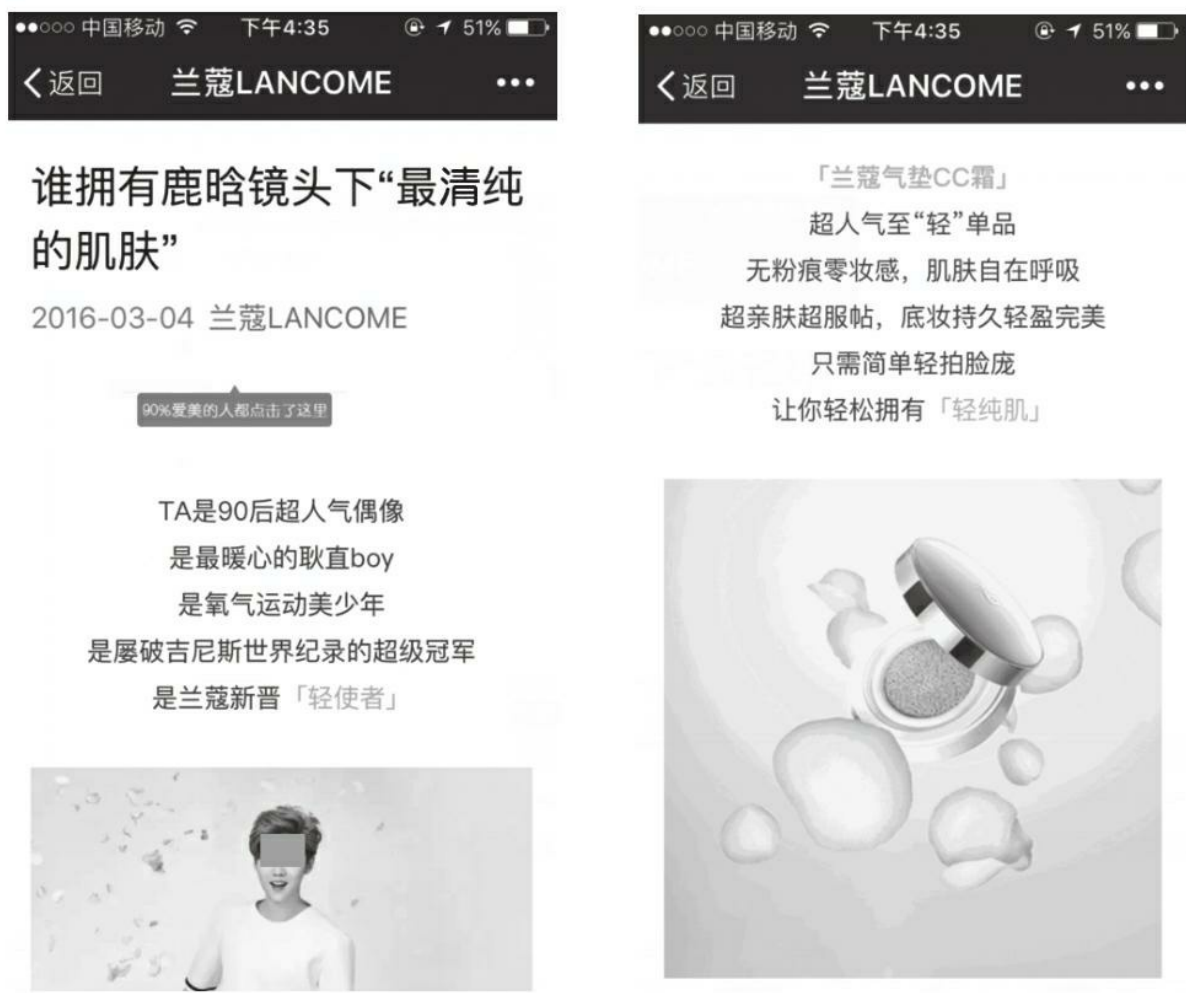 中国移动 下午4:35 51%
返回 兰蔻LANCOME
谁拥有鹿晗镜头下“最清纯
的肌肤”
2016-03-04 兰蔻LANCOME
90%爱美的人都点击了这里
TA是90后超人气偶像
是最暖心的耿直boy
是氧气运动美少年
是屡破吉尼斯世界纪录的超级冠军
是兰蔻新晋「轻使者」
中国移动 下午4:35 51%
返回 兰蔻LANCOME
「兰蔻气垫CC霜」
超人气至“轻”单品
无粉痕零妆感，肌肤自在呼吸
超亲肤超服帖，底妆持久轻盈完美
只需简单轻拍脸庞
让你轻松拥有「轻纯肌」